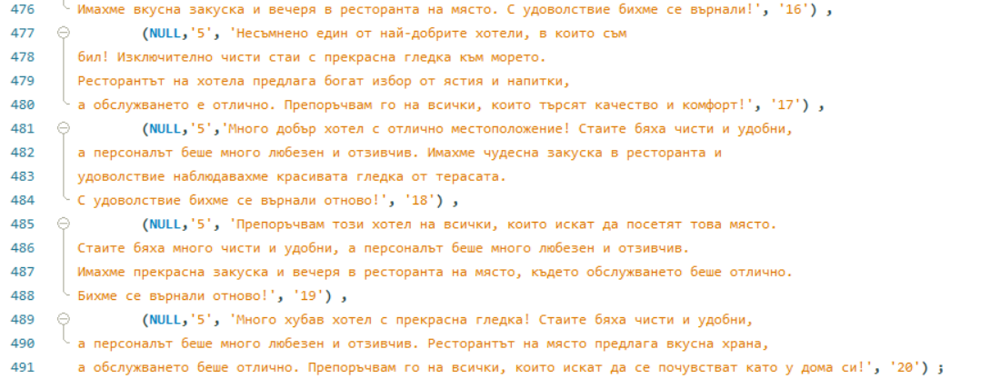 476 Имахме вкусна закуска и вечеря в ресторанта на място. С удоволствие бихме се върнали!', '16') ,
477 (NULL,'5', 'Несъмнено един от най-добрите хотели, в които съм
478 бил! Изключително чисти стаи с прекрасна гледка към морето.
479 Ресторантът на хотела предлага богат избор от ястия и напитки,
480 а обслужването е отлично. Препоръчвам го на всички, които търсят качество и комфорт!', '17') ,
481 (NULL,'5','Много добър хотел с отлично местоположение! Стаите бяха чисти и удобни,
482 а персоналът беше много любезен и отзивчив. Имахме чудесна закуска в ресторанта и
483 удоволствие наблюдавахме красивата гледка от терасата.
484 С удоволствие бихме се върнали отново!', '18') ,
485 (NULL,'5', 'Препоръчвам този хотел на всички, които искат да посетят това място.
486 Стаите бяха много чисти и удобни, а персоналът беше много любезен и отзивчив.
487 Имахме прекрасна закуска и вечеря в ресторанта на място, където обслужването беше отлично.
488 Бихме се върнали отново!', '19') ,
489 (NULL,'5', 'Много хубав хотел с прекрасна гледка! Стаите бяха чисти и удобни,
490 а персоналът беше много любезен и отзивчив. Ресторантът на място предлага вкусна храна,
491 а обслужването беше отлично. Препоръчвам го на всички, които искат да се почувстват като у дома си!', '20') ;